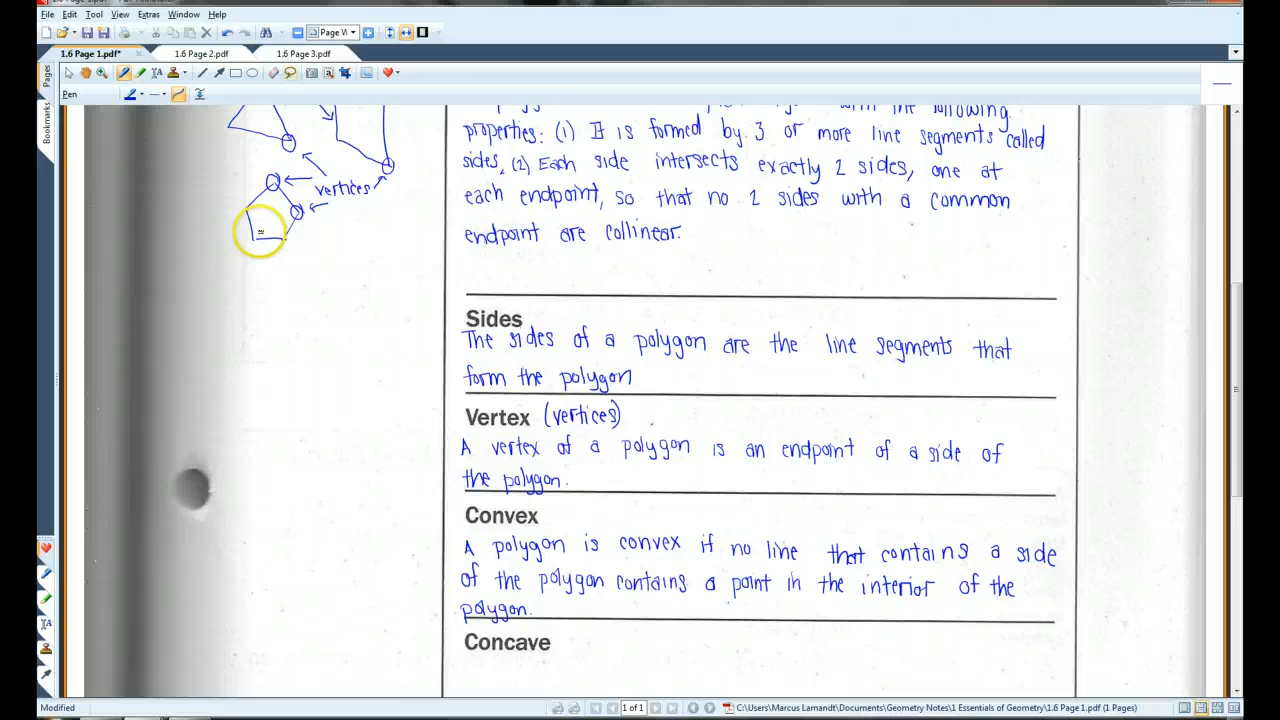 File Edit Tool View Extras Window Help
Page W
1.6 Page 1.pdf* 1.6 Page 2.pdf 1.6 Page 3.pdf
Pen
Pages
Bookmarks
with the following
properties: (1) It is formed by 3 or more line segments called
sides, (2) Each side intersects exactly 2 sides, one at
each endpoint, so that no 2 sides with a common
endpoint are collinear.
vertices
Sides
The sides of a polygon are the line segments that
form the polygon
Vertex (vertices)
A vertex of a polygon is an endpoint of a side of
the polygon.
Convex
A polygon is convex if no line that contains a side
of the polygon contains a point in the interior of the
polygon.
Concave
Modified
1 of 1
C:\Users\Marcus Lamandt\Documents\Geometry Notes\1 Essentials of Geometry\1.6 Page 1.pdf (1 Pages)